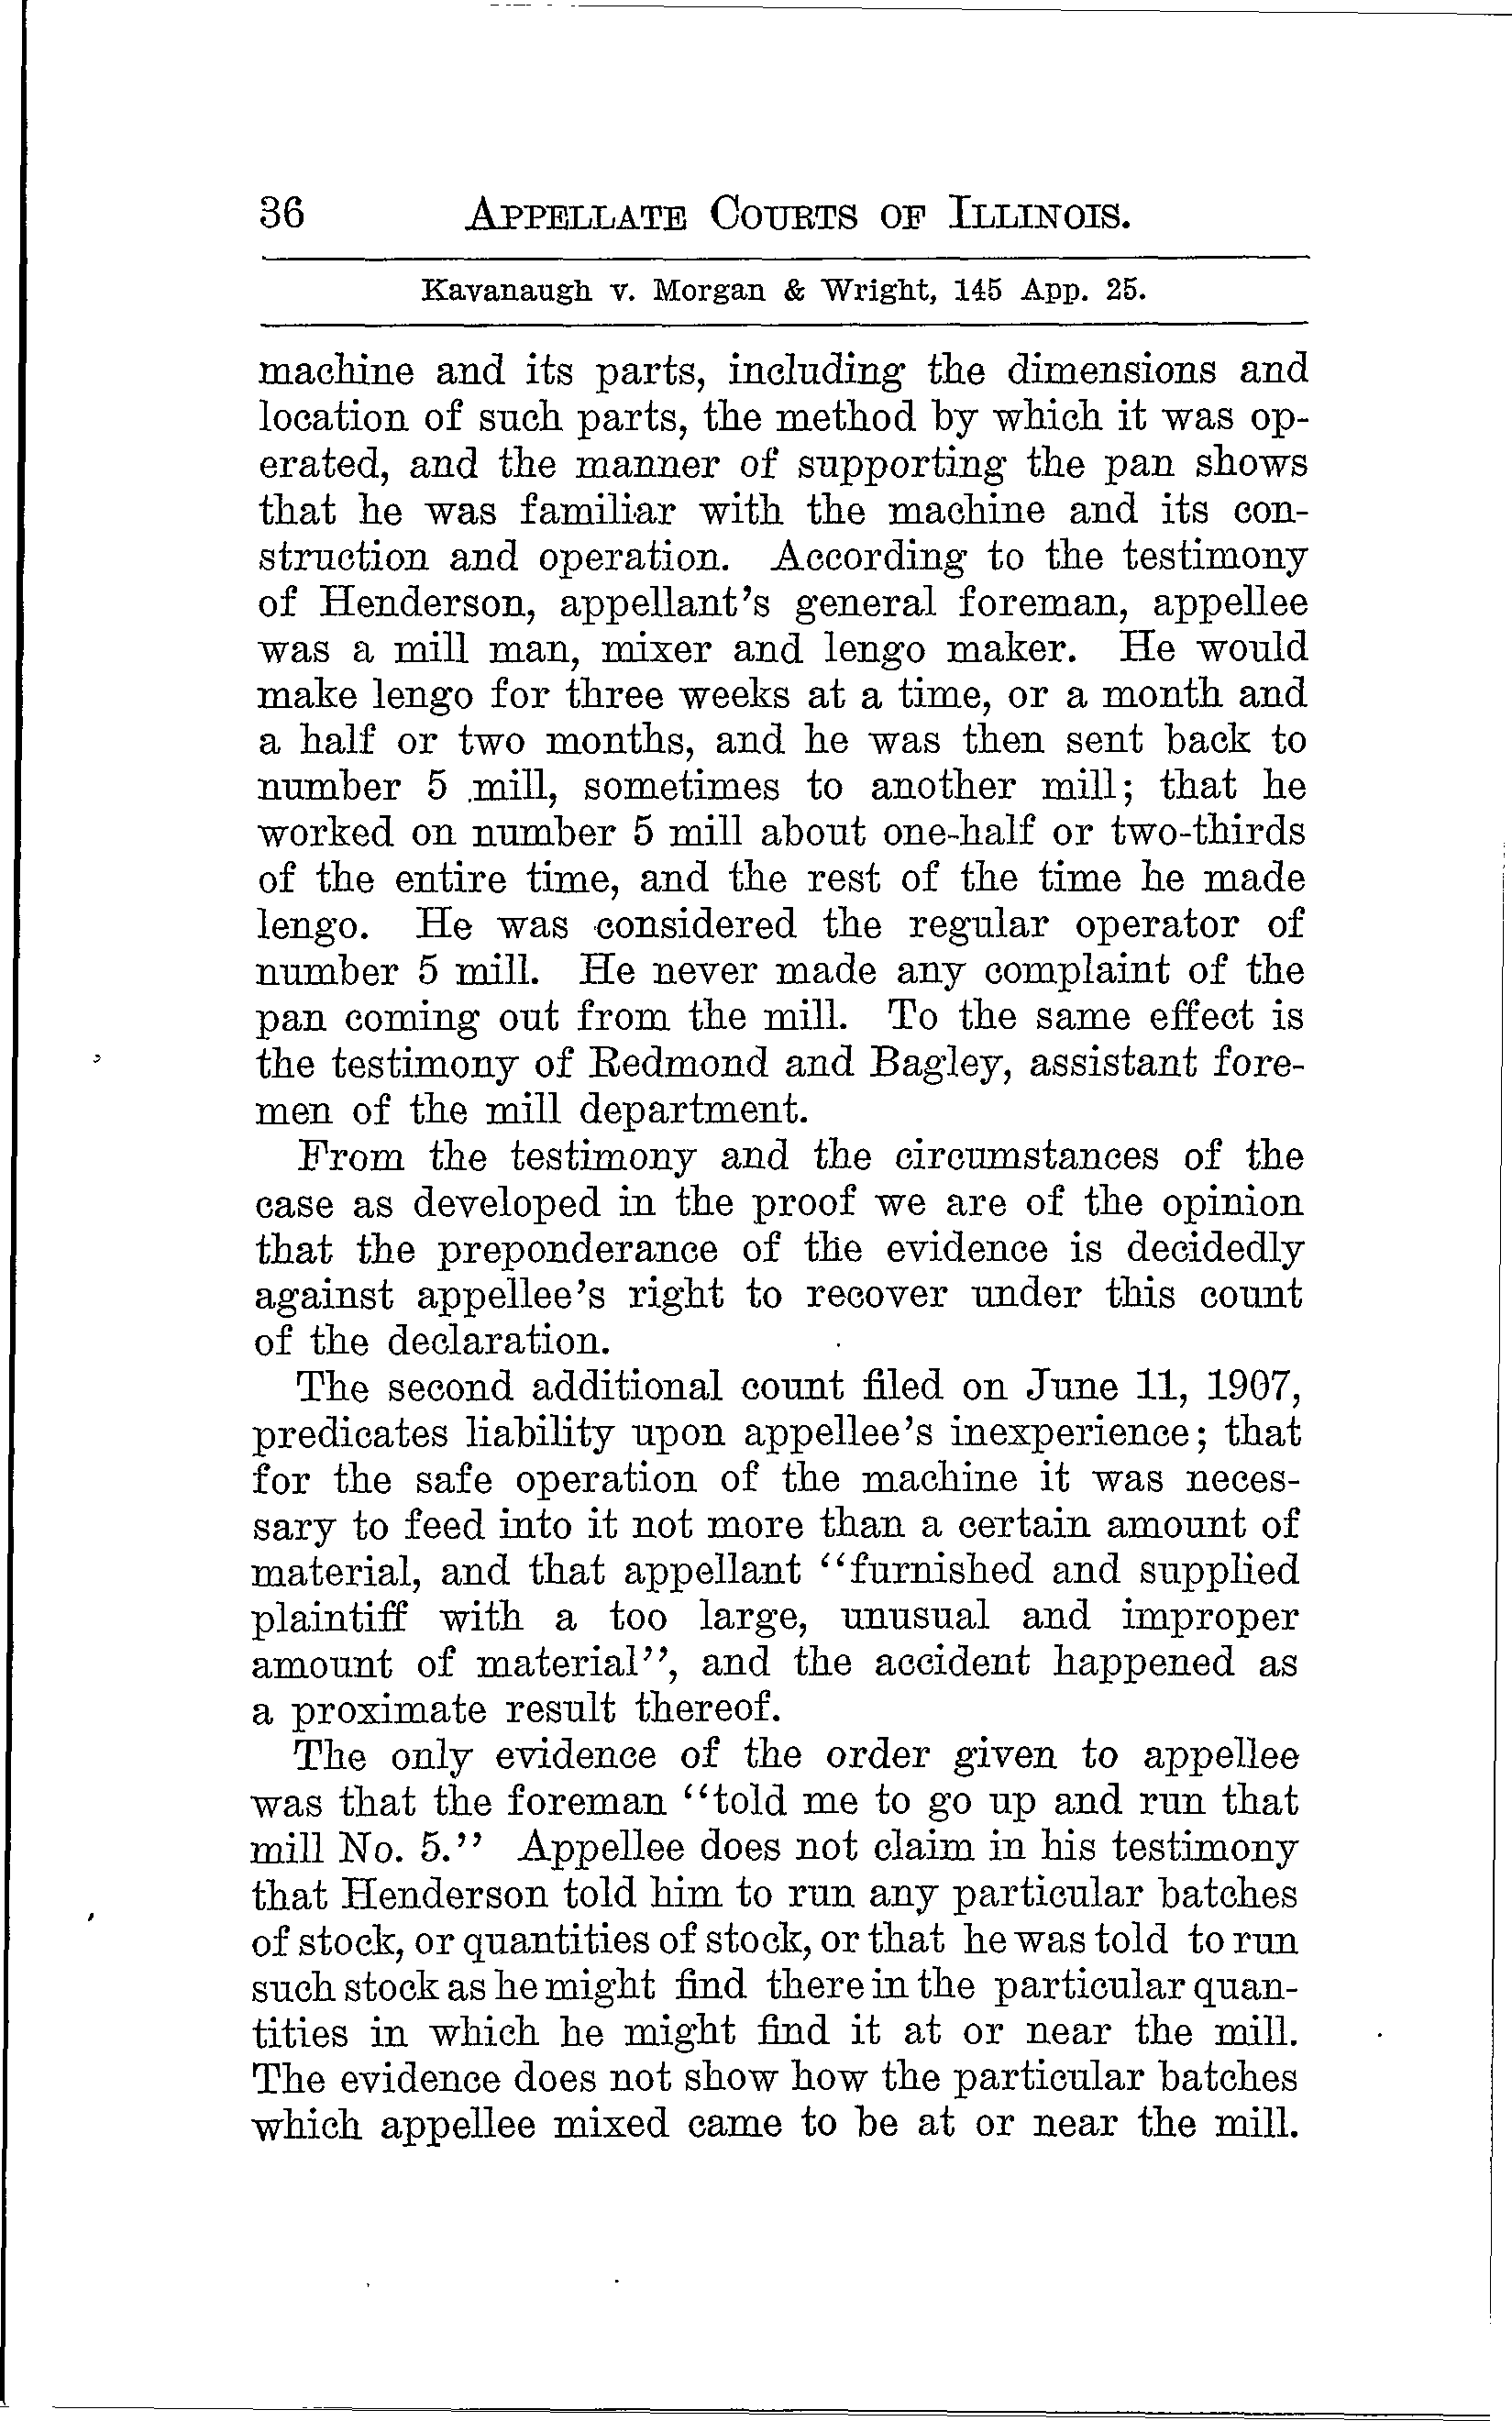 36 APPELLATE COURTS OF ILLINOIS.
Kavanaugh v. Morgan & Wright, 145 App. 25.
machine and its parts, including the dimensions and
location of such parts, the method by which it was op-
erated, and the manner of supporting the pan shows
that he was familiar with the machine and its con-
struction and operation. According to the testimony
of Henderson, appellant's general foreman, appellee
was a mill man, mixer and lengo maker. He would
make lengo for three weeks at a time, or a month and
a half or two months, and he was then sent back to
number 5 mill, sometimes to another mill; that he
worked on number 5 mill about one-half or two-thirds
of the entire time, and the rest of the time he made
lengo. He was considered the regular operator of
number 5 mill. He never made any complaint of the
pan coming out from the mill. To the same effect is
the testimony of Redmond and Bagley, assistant fore-
men of the mill department.
From the testimony and the circumstances of the
case as developed in the proof we are of the opinion
that the preponderance of the evidence is decidedly
against appellee's right to recover under this count
of the declaration.
The second additional count filed on June 11, 1907,
predicates liability upon appellee's inexperience; that
for the safe operation of the machine it was neces-
sary to feed into it not more than a certain amount of
material, and that appellant "furnished and supplied
plaintiff with a too large, unusual and improper
amount of material", and the accident happened as
a proximate result thereof.
The only evidence of the order given to appellee
was that the foreman "told me to go up and run that
mill No. 5." Appellee does not claim in his testimony
that Henderson told him to run any particular batches
of stock, or quantities of stock, or that he was told to run
such stock as he might find there in the particular quan-
tities in which he might find it at or near the mill.
The evidence does not show how the particular batches
which appellee mixed came to be at or near the mill.